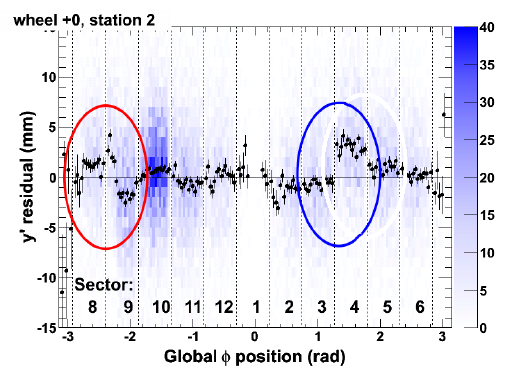 wheel +0, station 2
y' residual (mm)
10
5
0
-5
-10
-15
Sector:
8 9 10 11 12 1 2 3 4 5 6
-3 -2 -1 0 1 2 3
Global ϕ position (rad)
40
35
30
25
20
15
10
5
0